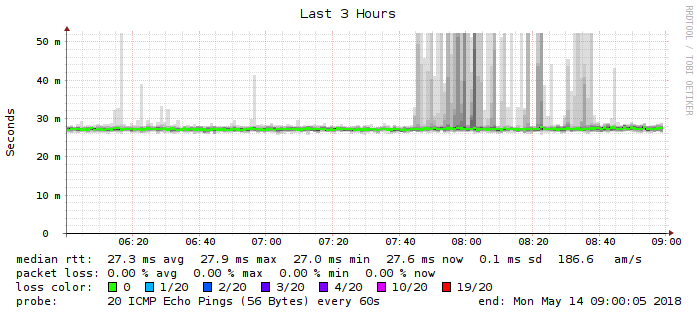 Last 3 Hours
RRDTOOL / TOBI OETIKER
Seconds
50 m
40 m
30 m
20 m
10 m
0
06:20 06:40 07:00 07:20 07:40 08:00 08:20 08:40 09:00
median rtt: 27.3 ms avg 27.9 ms max 27.0 ms min 27.6 ms now 0.1 ms sd 186.6 am/s
packet loss: 0.00 % avg 0.00 % max 0.00 % min 0.00 % now
loss color: 0 1/20 2/20 3/20 4/20 10/20 19/20
probe: 20 ICMP Echo Pings (56 Bytes) every 60s end: Mon May 14 09:00:05 2018